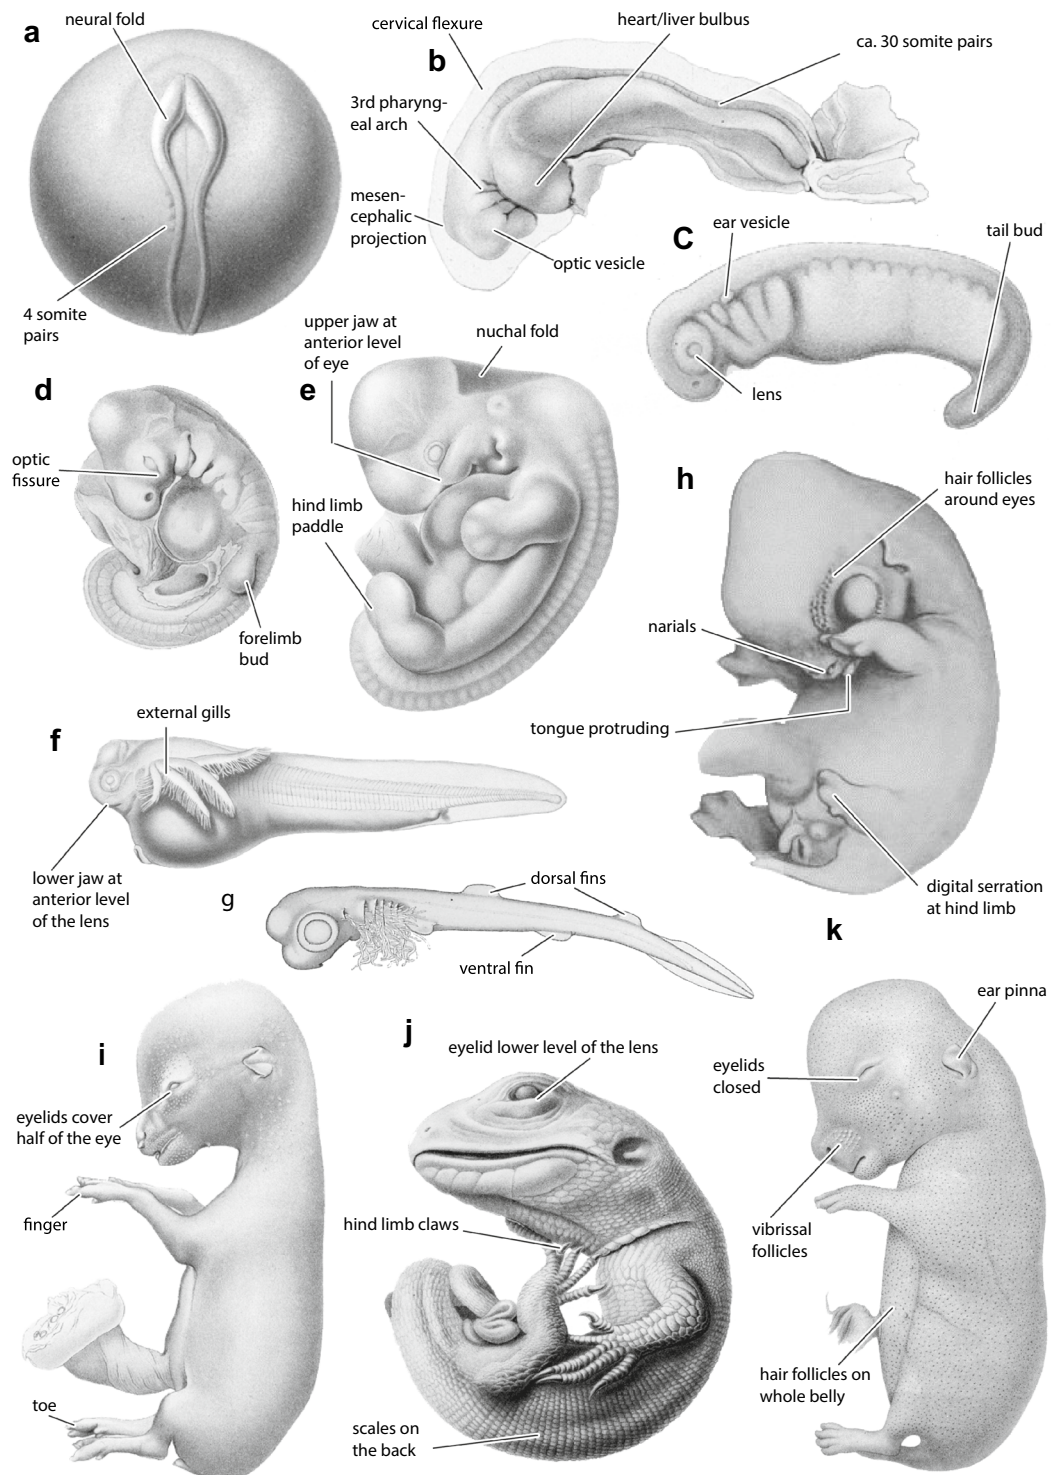 a
neural fold
4 somite
pairs
b
cervical flexure
heart/liver bulbus
ca. 30 somite pairs
3rd pharyng-
eal arch
mesen-
cephalic
projection
optic vesicle
C
ear vesicle
tail bud
lens
d
optic
fissure
forelimb
bud
e
upper jaw at
anterior level
of eye
nuchal fold
hind limb
paddle
h
hair follicles
around eyes
narials
tongue protruding
digital serration
at hind limb
f
external gills
lower jaw at
anterior level
of the lens
g
dorsal fins
ventral fin
i
eyelids cover
half of the eye
finger
toe
j
eyelid lower level of the lens
hind limb claws
scales on
the back
k
ear pinna
eyelids
closed
vibrissal
follicles
hair follicles on
whole belly